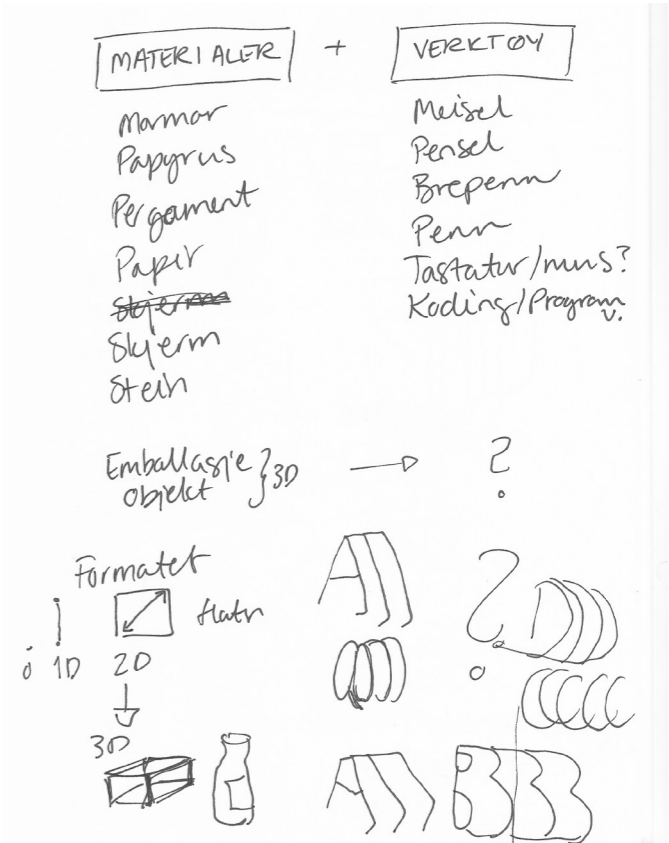 MATERIALER + VERKTØY
Marmor
Papyrus
Pergament
Papir
Skjerm
Skjerm
Stein
Meisel
Pensel
Brepenn
Penn
Tastatur/mus?
Koding/Program
v.
Emballasje
objekt
3D
?
Formatet
flate
0 1D 2D
3D
A
?
D
A
B